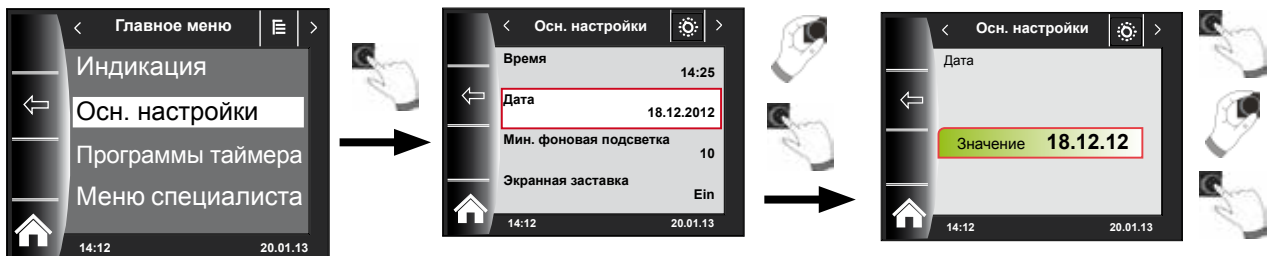 Главное меню
Индикация
Осн. настройки
Программы таймера
Меню специалиста
14:12 20.01.13
Осн. настройки
Время
14:25
Дата
18.12.2012
Мин. фоновая подсветка
10
Экранная заставка
Ein
14:12 20.01.13
Осн. настройки
Дата
Значение 18.12.12
14:12 20.01.13